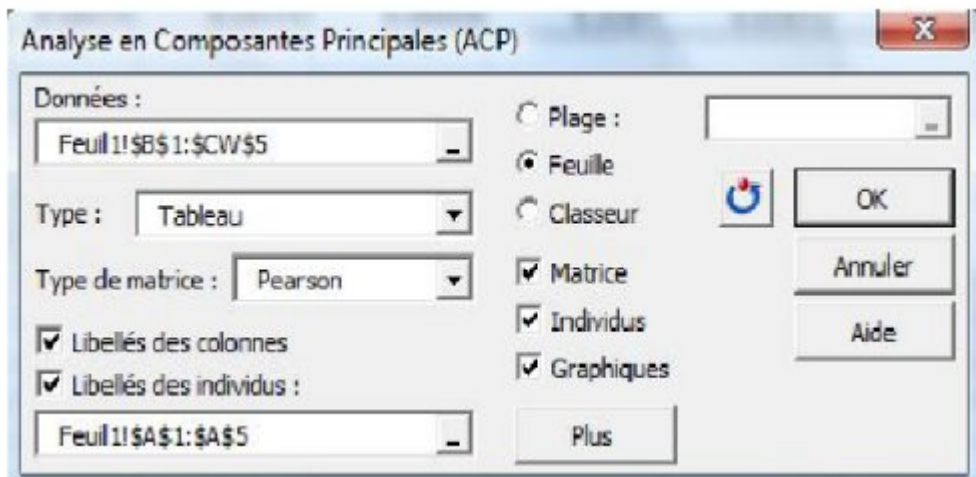 Analyse en Composantes Principales (ACP)
Données :
Feuil1!$B$1:$CW$5
Type : Tableau
Type de matrice : Pearson
Libellés des colonnes
Libellés des individus :
Feuil1!$A$1:$A$5
Plage :
Feuille
Classeur
Matrice
Individus
Graphiques
Plus
OK
Annuler
Aide